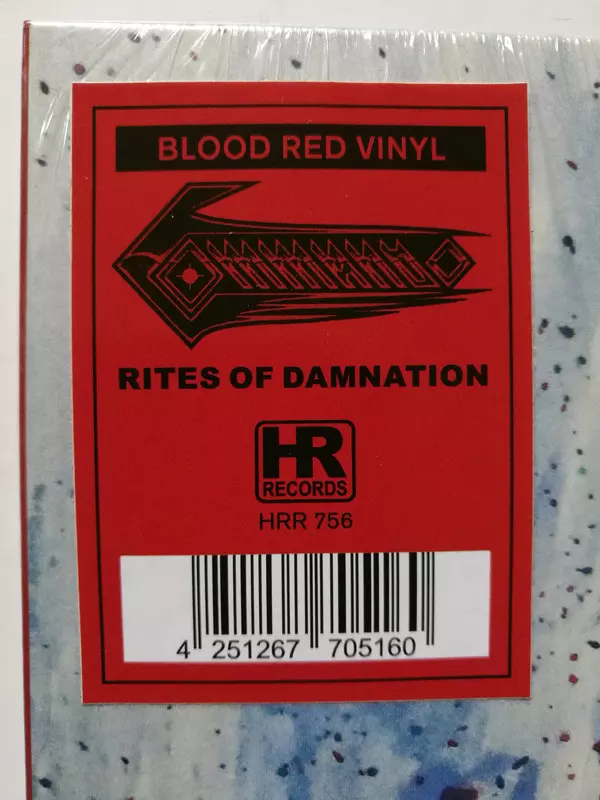 BLOOD RED VINYL
RITES OF DAMNATION
HR
RECORDS
HRR 756
4 251267 705160